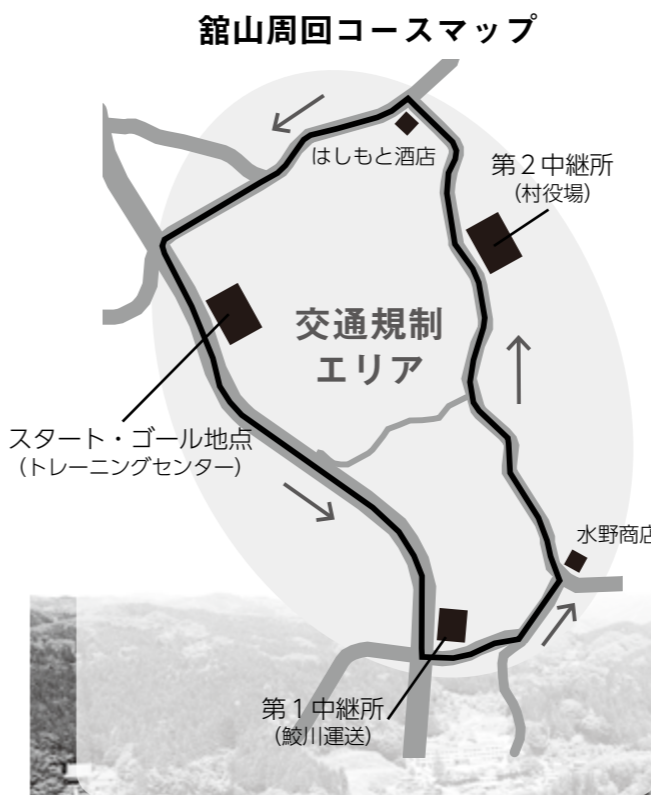 舘山周回コースマップ
はしもと酒店
第２中継所
(村役場)
交通規制
エリア
スタート・ゴール地点
(トレーニングセンター)
水野商店
第１中継所
(鮫川運送)